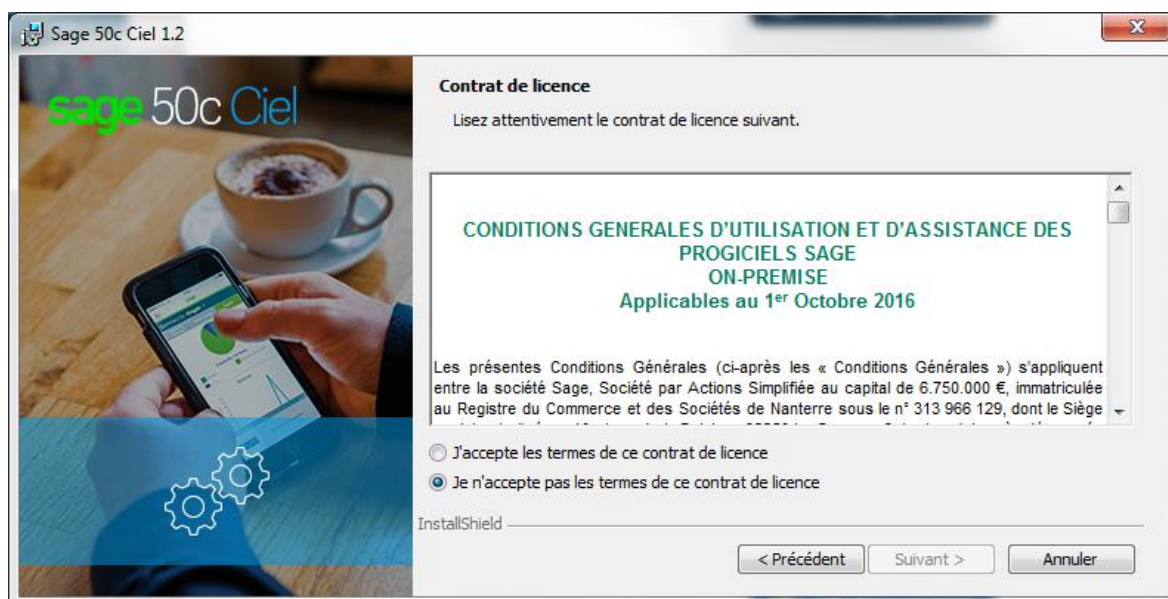 Sage 50c Ciel 1.2
sage 50c Ciel
Contrat de licence
Lisez attentivement le contrat de licence suivant.
CONDITIONS GENERALES D'UTILISATION ET D'ASSISTANCE DES
PROGICIELS SAGE
ON-PREMISE
Applicables au 1er Octobre 2016
Les présentes Conditions Générales (ci-après les « Conditions Générales ») s'appliquent
entre la société Sage, Société par Actions Simplifiée au capital de 6.750.000 €, immatriculée
au Registre du Commerce et des Sociétés de Nanterre sous le n° 313 966 129, dont le Siège
J'accepte les termes de ce contrat de licence
Je n'accepte pas les termes de ce contrat de licence
InstallShield
< Précédent
Suivant >
Annuler